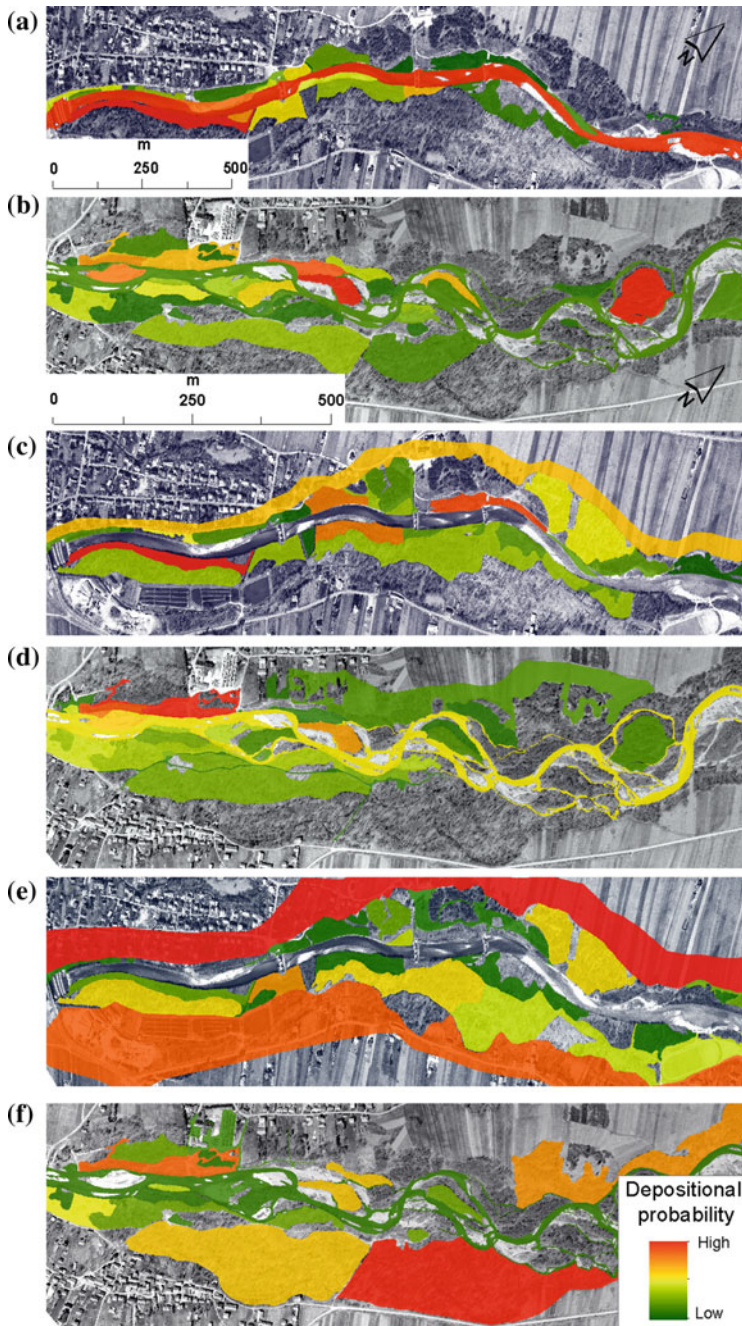 (a)
N
m
0 250 500
(b)
m
0 250 500
N
(c)
(d)
(e)
(f)
Depositional
probability
High
Low